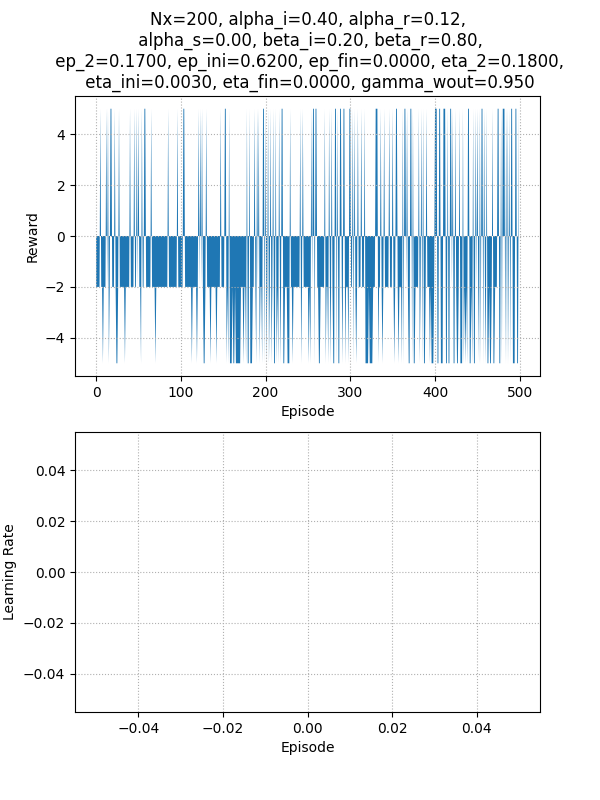 Nx=200, alpha_i=0.40, alpha_r=0.12,
alpha_s=0.00, beta_i=0.20, beta_r=0.80,
ep_2=0.1700, ep_ini=0.6200, ep_fin=0.0000, eta_2=0.1800,
eta_ini=0.0030, eta_fin=0.0000, gamma_wout=0.950
4
2
0
−2
−4
Reward
0
100
200
300
400
500
Episode
0.04
0.02
0.00
−0.02
−0.04
Learning Rate
−0.04
−0.02
0.00
0.02
0.04
Episode